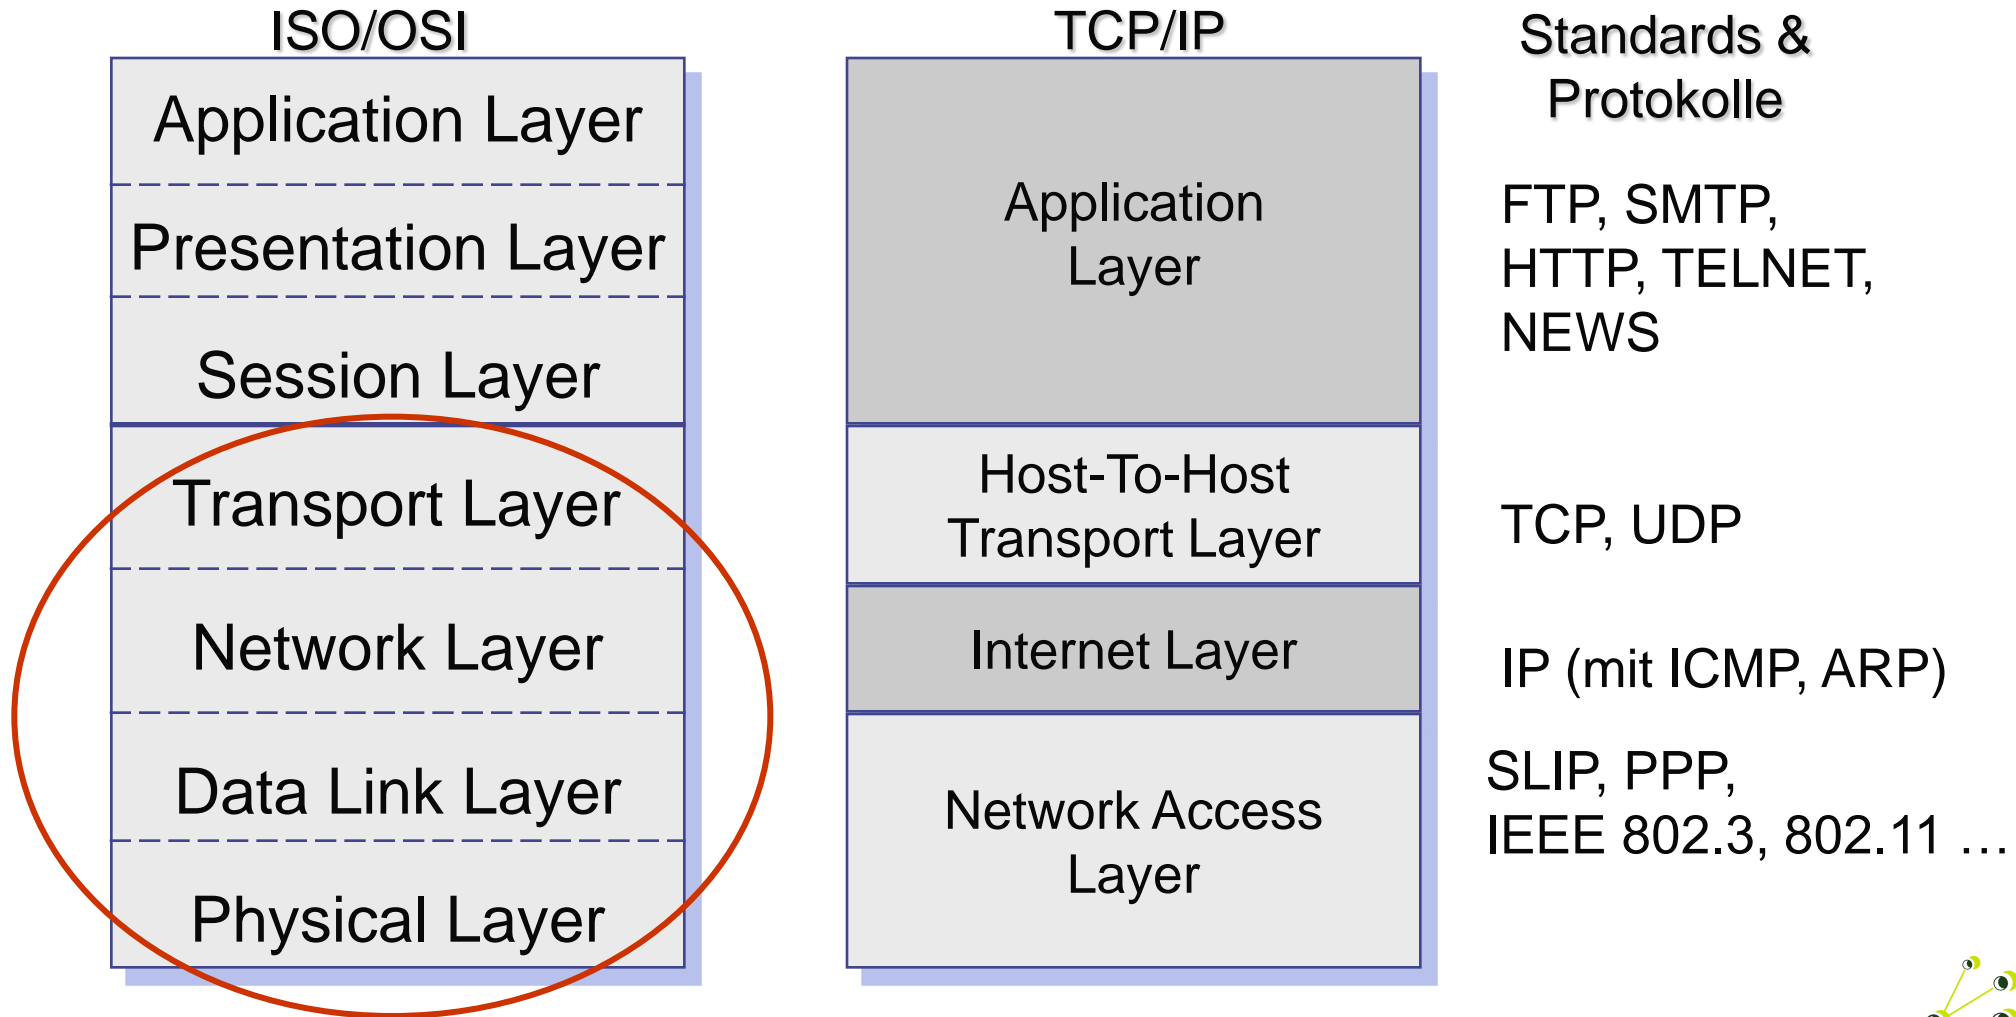 ISO/OSI
Application Layer
Presentation Layer
Session Layer
Transport Layer
Network Layer
Data Link Layer
Physical Layer
TCP/IP
Application
Layer
Host-To-Host
Transport Layer
Internet Layer
Network Access
Layer
Standards &
Protokolle
FTP, SMTP,
HTTP, TELNET,
NEWS
TCP, UDP
IP (mit ICMP, ARP)
SLIP, PPP,
IEEE 802.3, 802.11 …